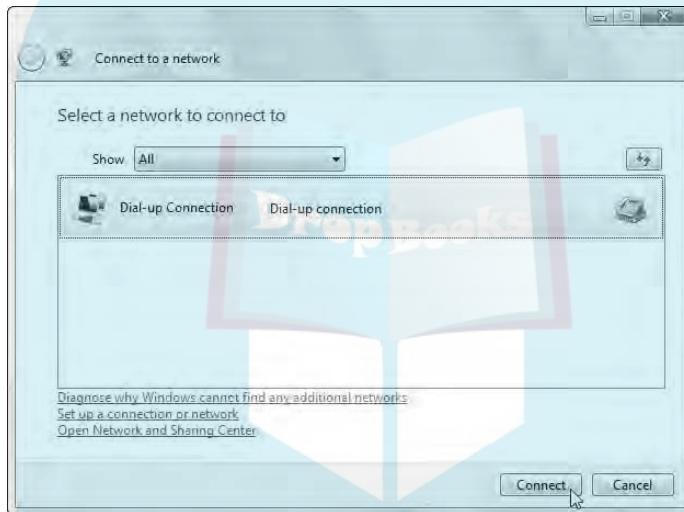 Connect to a network
Select a network to connect to
Show All
Dial-up Connection Dial-up connection
DropBooks
Diagnose why Windows cannot find any additional networks
Set up a connection or network
Open Network and Sharing Center
Connect Cancel